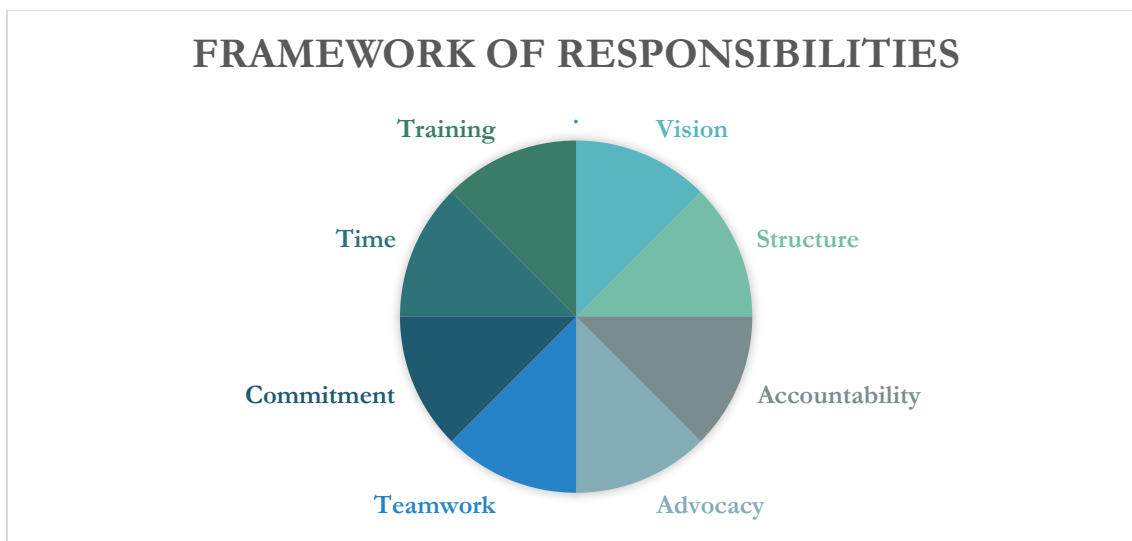 FRAMEWORK OF RESPONSIBILITIES
Training
Vision
Time
Structure
Commitment
Accountability
Teamwork
Advocacy